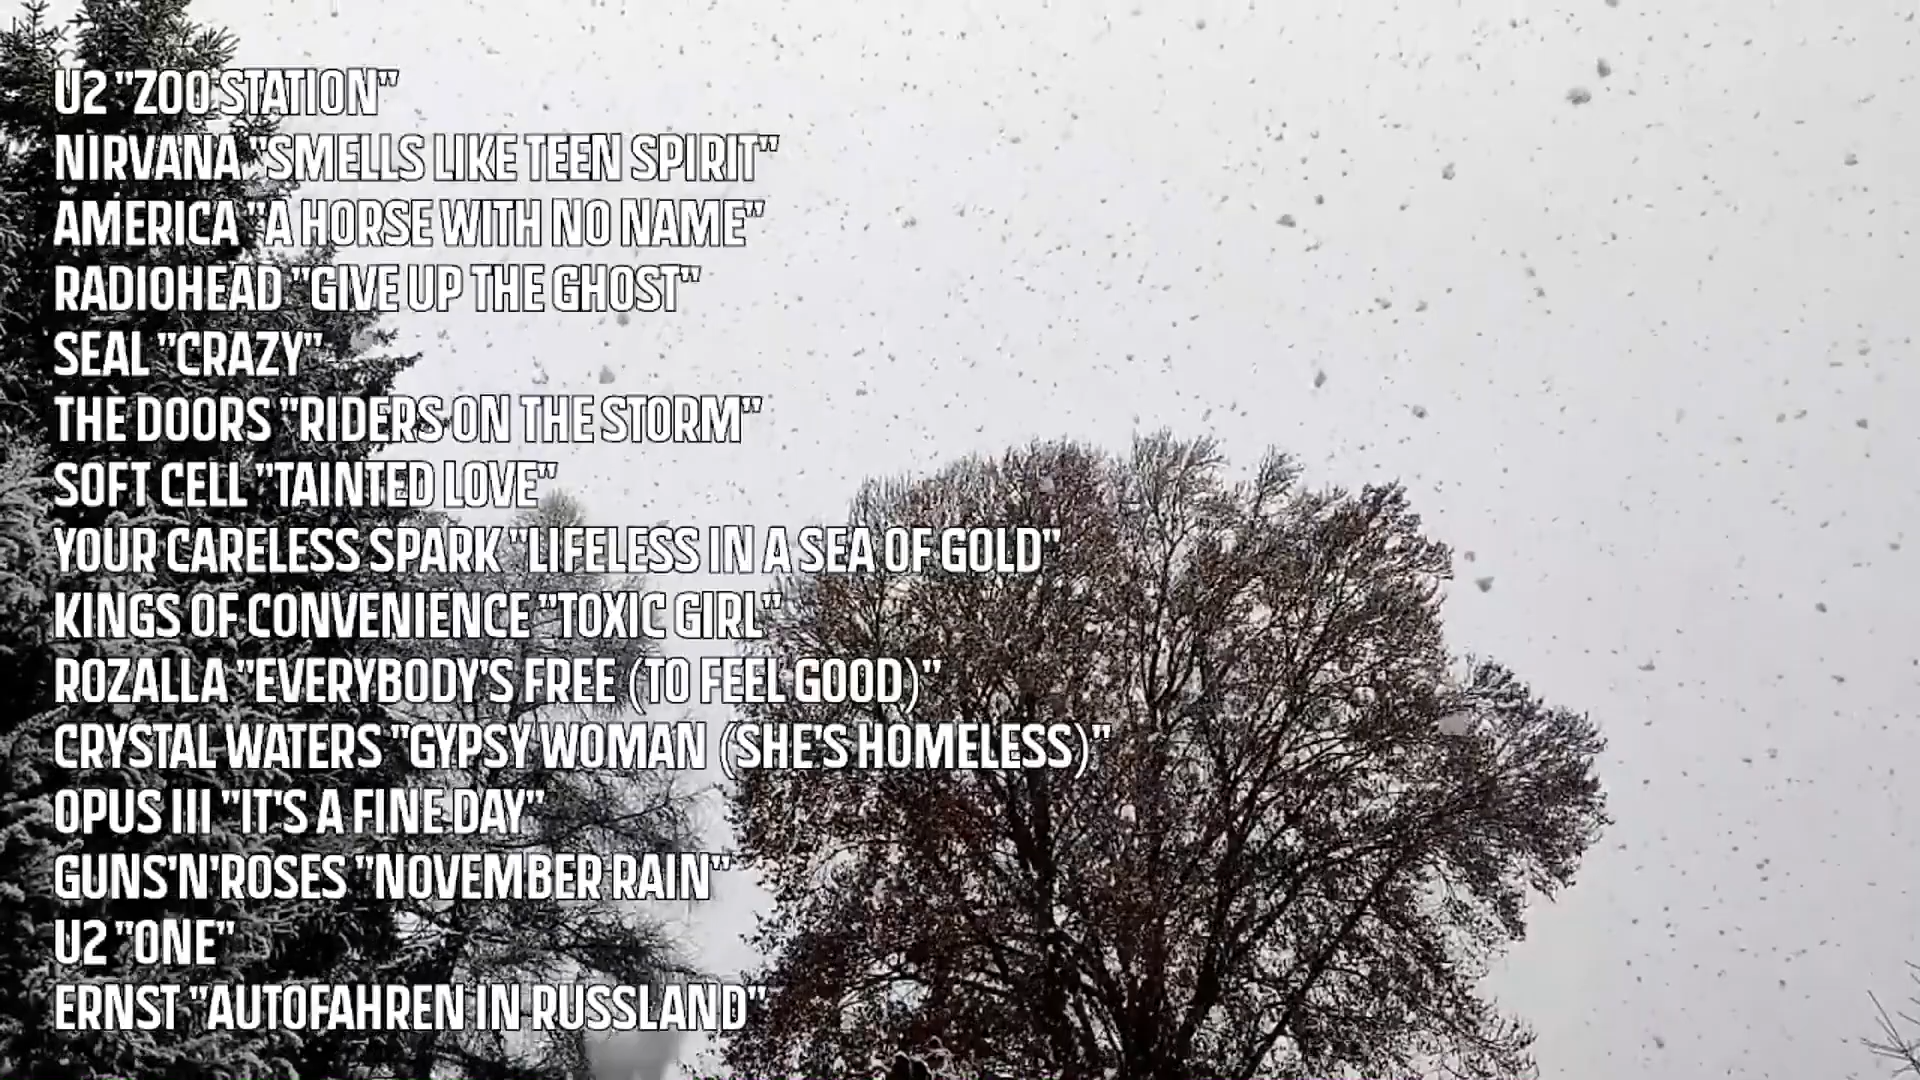 U2 "ZOO STATION"
NIRVANA "SMELLS LIKE TEEN SPIRIT"
AMERICA "A HORSE WITH NO NAME"
RADIOHEAD "GIVE UP THE GHOST"
SEAL "CRAZY"
THE DOORS "RIDERS ON THE STORM"
SOFT CELL "TAINTED LOVE"
YOUR CARELESS SPARK "LIFELESS IN A SEA OF GOLD"
KINGS OF CONVENIENCE "TOXIC GIRL"
ROZALLA "EVERYBODY'S FREE (TO FEEL GOOD)"
CRYSTAL WATERS "GYPSY WOMAN (SHE'S HOMELESS)"
OPUS III "IT'S A FINE DAY"
GUNS'N'ROSES "NOVEMBER RAIN"
U2 "ONE"
ERNST "AUTOFAHREN IN RUSSLAND"